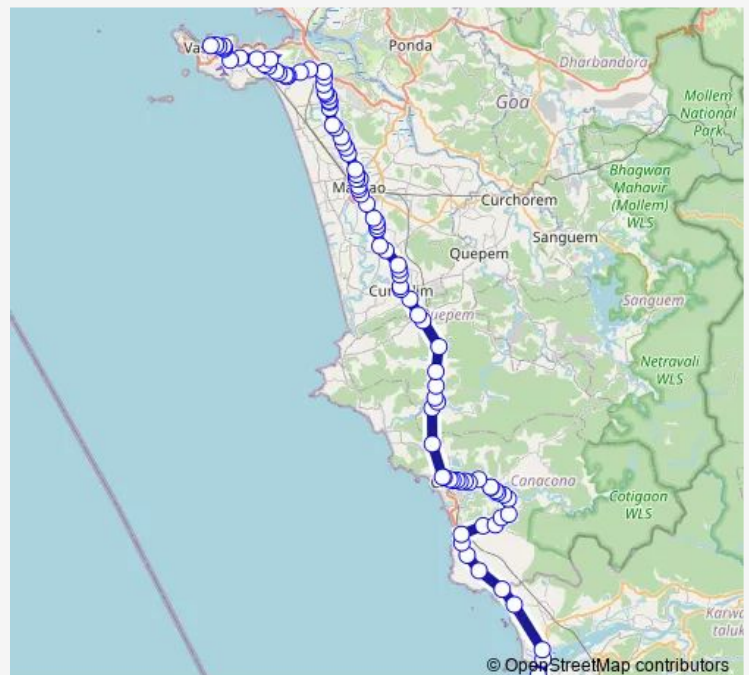 Ponda
Dharbandora
Goa
Mollem
National
Park
Bhagwan
Mahavir
(Mollem)
WLS
Curchorem
Sanguem
Quepem
Sanguem
Netravali
WLS
Canacona
Cotigaon
WLS
taluk
© OpenStreetMap contributors